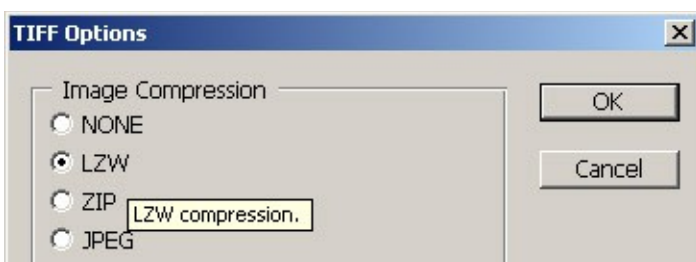 TIFF Options
Image Compression
OK
NONE
LZW
Cancel
ZIP
LZW compression.
JPEG